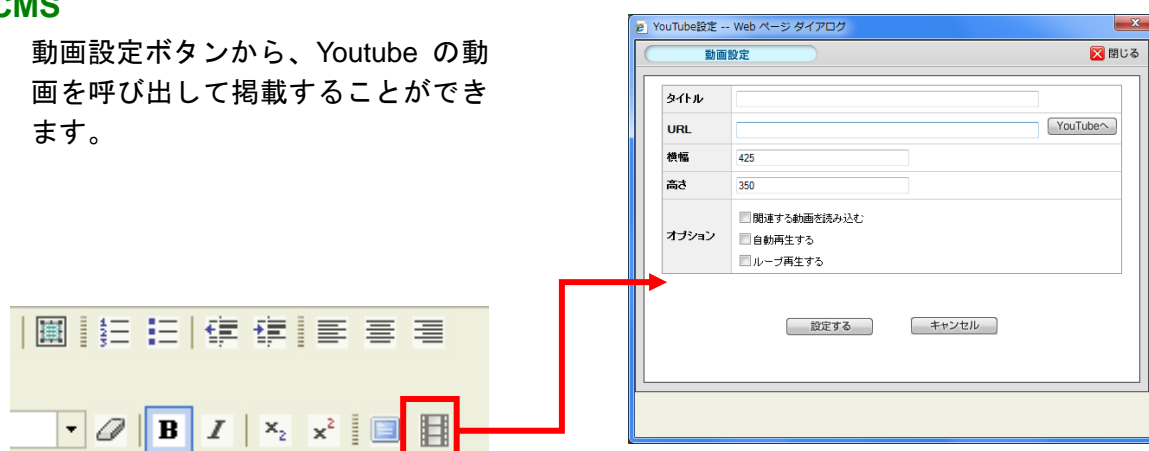 CMS
動画設定ボタンから、Youtube の動
画を呼び出して掲載することができ
ます。
YouTube設定 -- Web ページ ダイアログ
動画設定
閉じる
タイトル
URL
YouTubeへ
横幅
425
高さ
350
オプション
関連する動画を読み込む
自動再生する
ループ再生する
設定する
キャンセル
B I x₂ x²